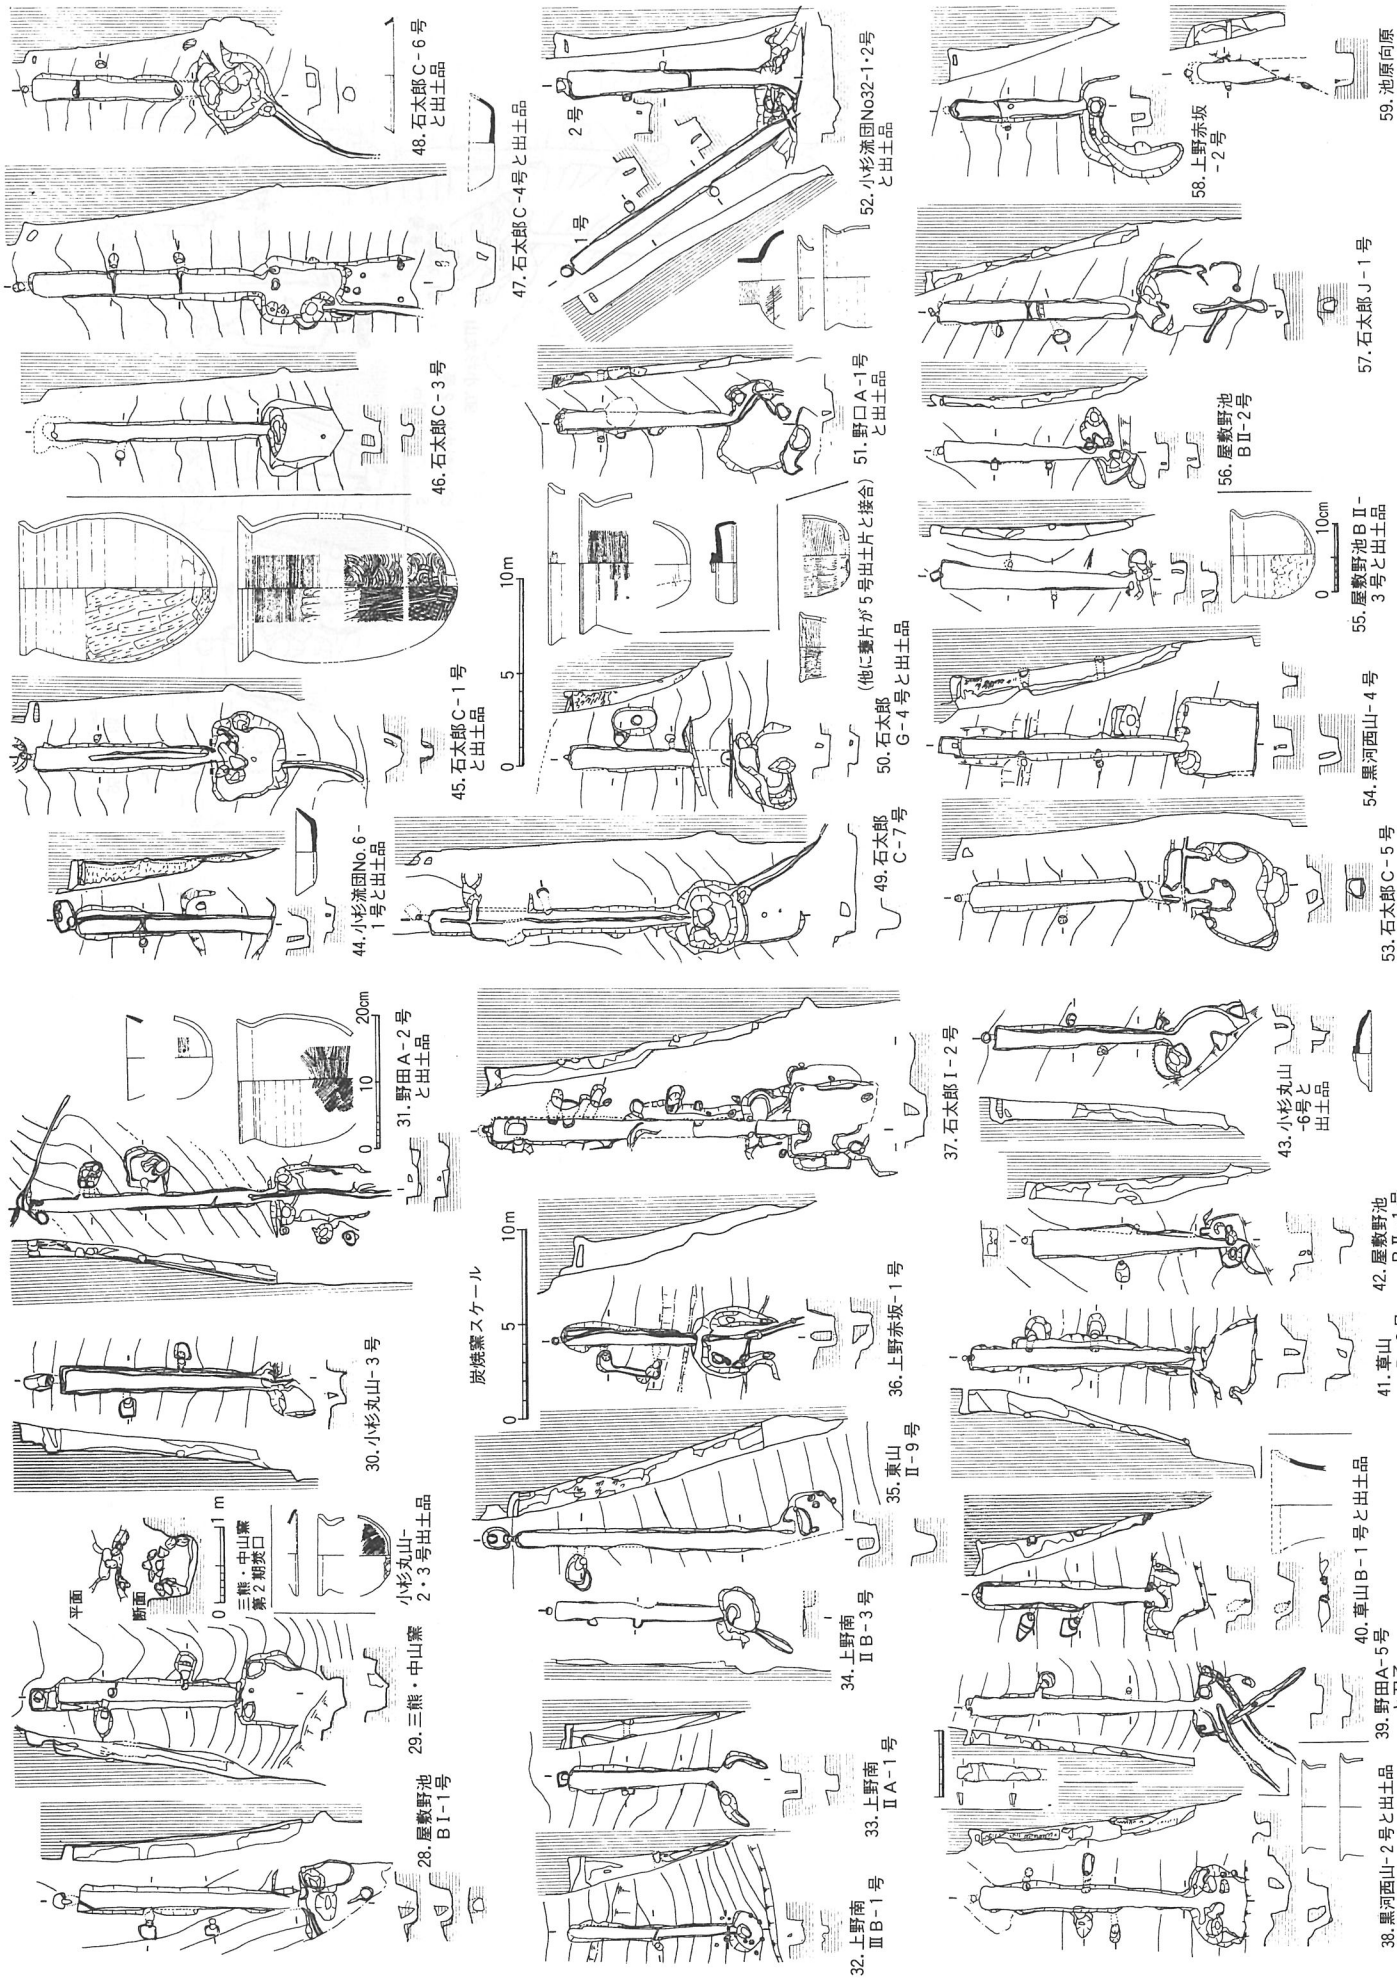 28.屋敷野池
BⅠ-1号
29.三熊・中山窯
平面
断面
0 1m
三熊・中山窯
第2期焚口
小杉丸山-
2・3号出土品
30.小杉丸山-3号
31.野田A-2号
と出土品
0 10 20cm
32.上野南
ⅢB-1号
33.上野南
ⅡA-1号
34.上野南
ⅡB-3号
35.東山
Ⅱ-9号
炭焼窯スケール
0 5 10m
36.上野赤坂-1号
37.石太郎I-2号
38.黒河西山-2号と出土品
39.野田A-5号
40.草山B-1号と出土品
41.草山
42.屋敷野池
43.小杉丸山
-6号と
出土品
44.小杉流団No.6-
1号と出土品
45.石太郎C-1号
と出土品
0 5 10m
46.石太郎C-3号
47.石太郎C-4号と出土品
48.石太郎C-6号
と出土品
49.石太郎
C-7号
50.石太郎
G-4号と出土品
(他に甕片が5号出土片と接合)
51.野口A-1号
と出土品
1号
2号
52.小杉流団No32-1・2号
と出土品
53.石太郎C-5号
54.黒河西山-4号
55.屋敷野池BⅡ-
3号と出土品
0 10cm
56.屋敷野池
BⅡ-2号
57.石太郎J-1号
58.上野赤坂
-2号
59.池原向原